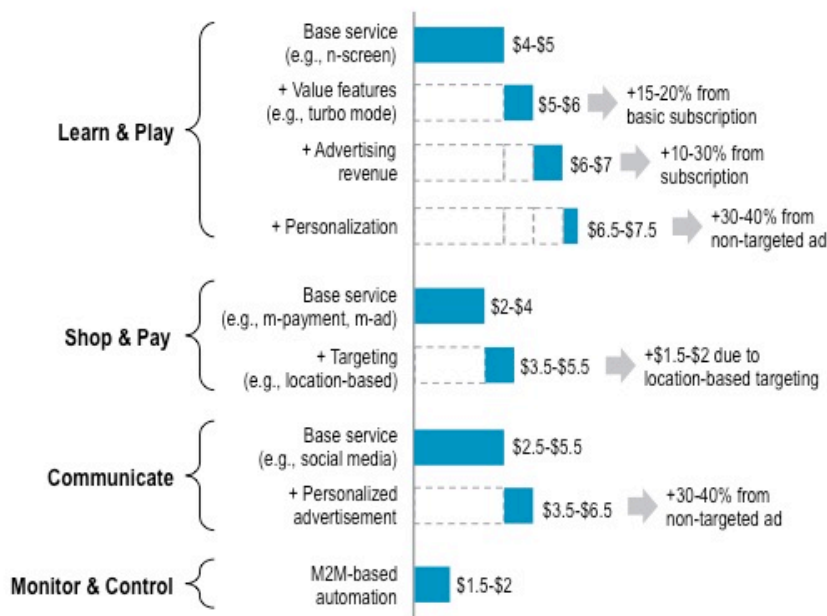 Learn & Play
Base service
(e.g., n-screen)
$4-$5
+ Value features
(e.g., turbo mode)
$5-$6
+15-20% from
basic subscription
+ Advertising
revenue
$6-$7
+10-30% from
subscription
+ Personalization
$6.5-$7.5
+30-40% from
non-targeted ad
Shop & Pay
Base service
(e.g., m-payment, m-ad)
$2-$4
+ Targeting
(e.g., location-based)
$3.5-$5.5
+$1.5-$2 due to
location-based targeting
Communicate
Base service
(e.g., social media)
$2.5-$5.5
+ Personalized
advertisement
$3.5-$6.5
+30-40% from
non-targeted ad
Monitor & Control
M2M-based
automation
$1.5-$2